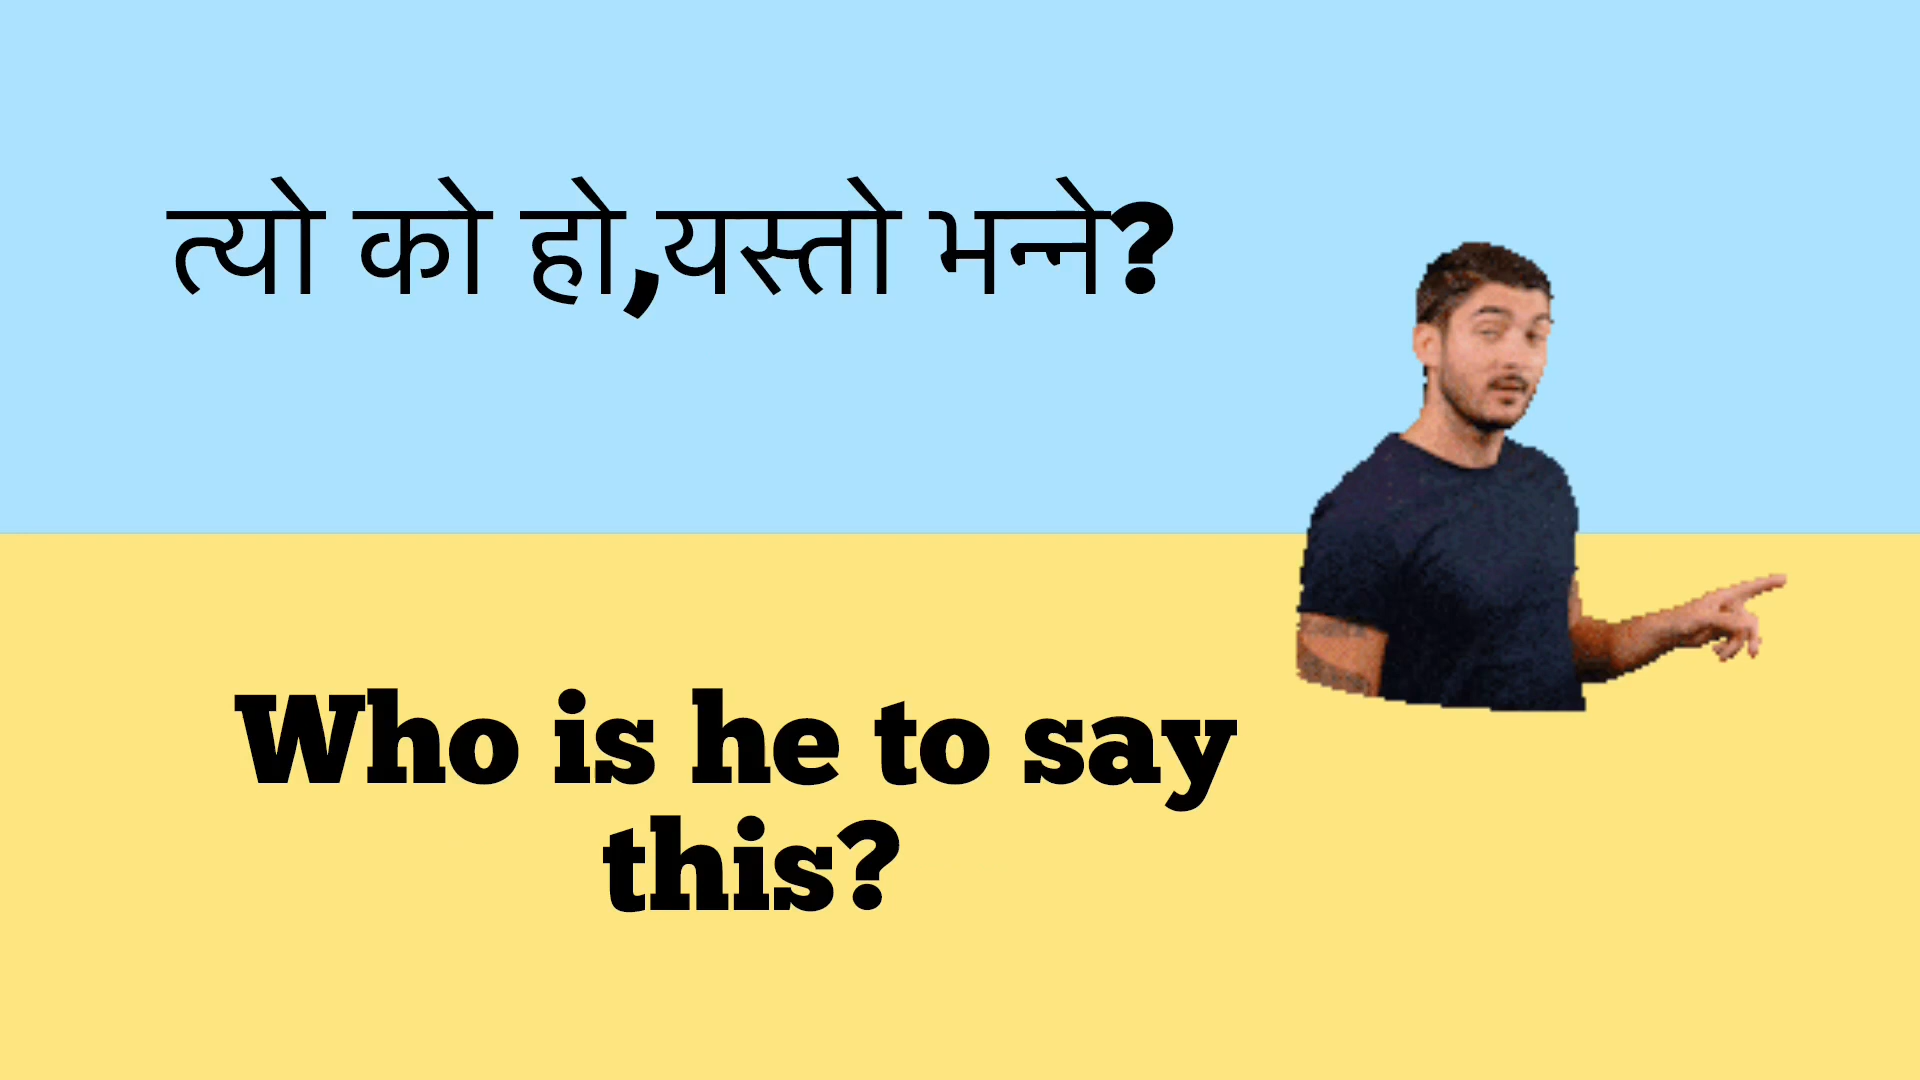 त्यो को हो,यस्तो भन्ने?
Who is he to say
this?